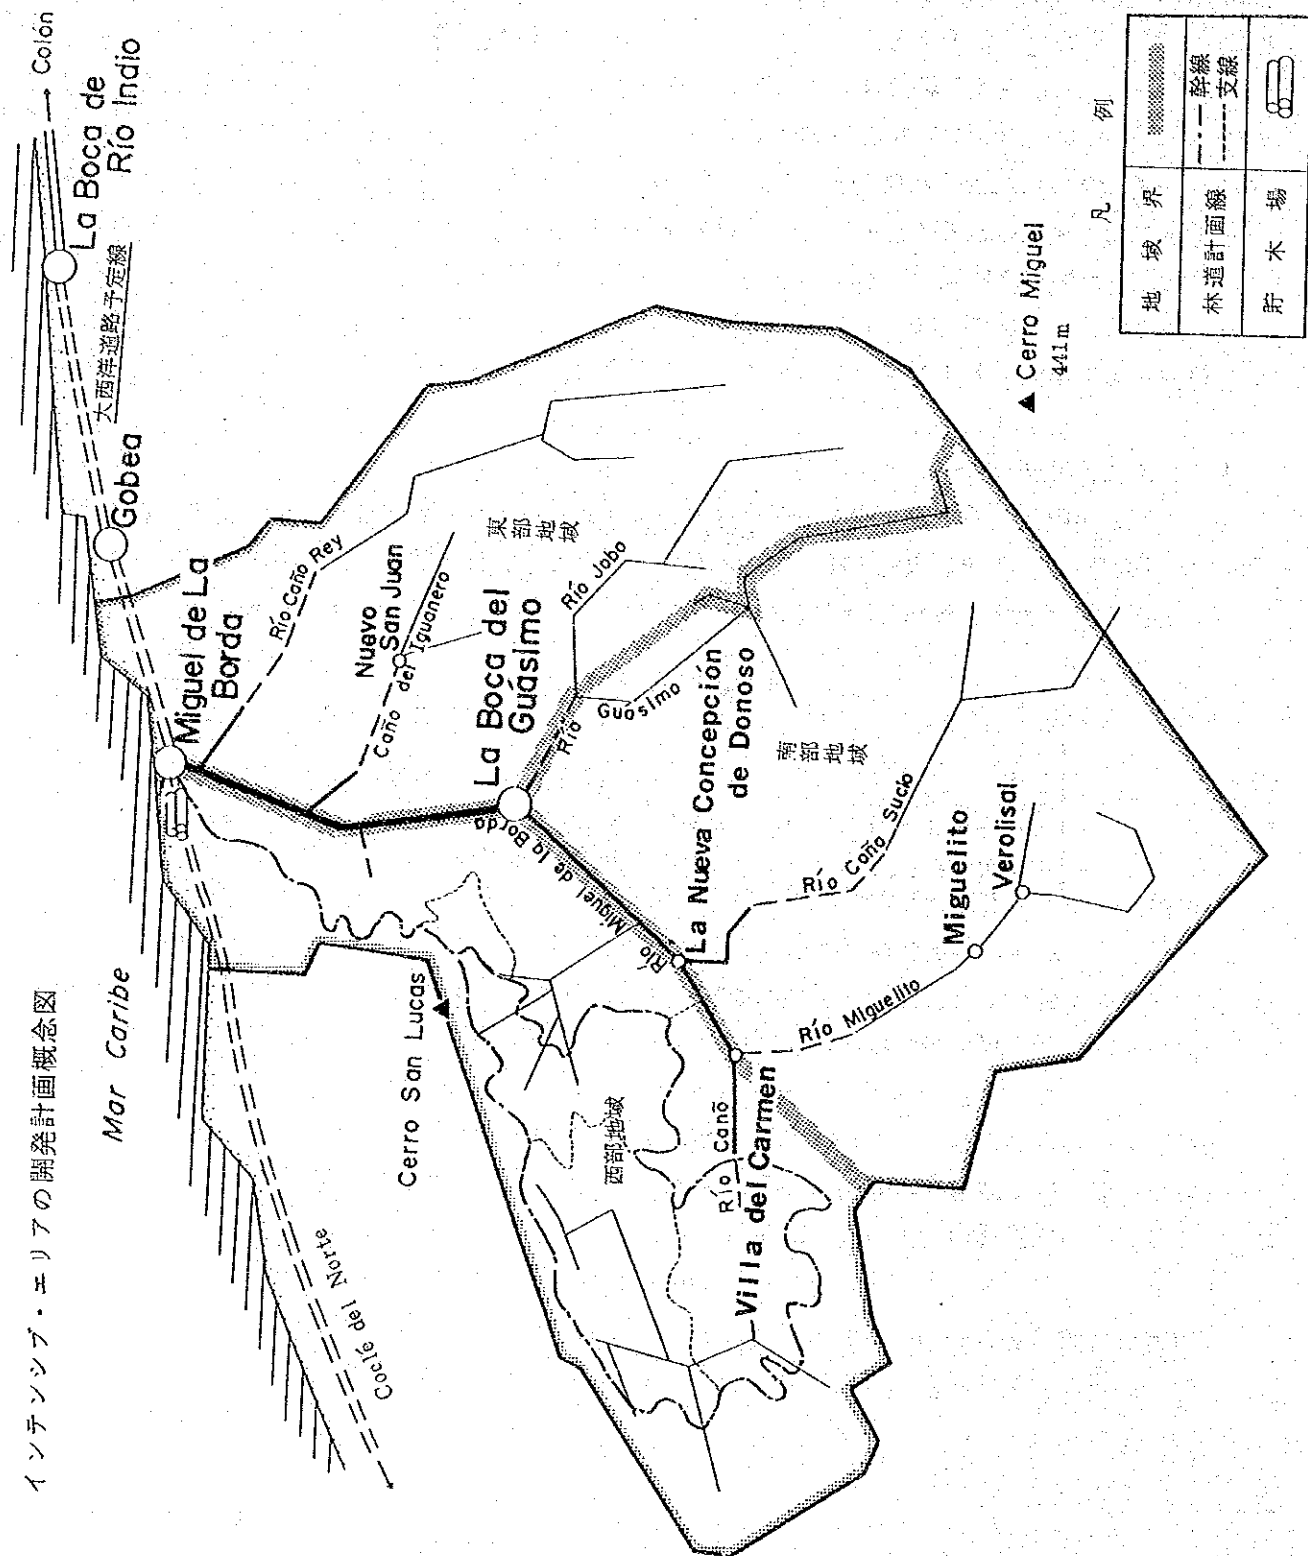 インテンシブ・エリアの開発計画概念図
Mar Caribe
→ Colón
La Boca de
Río Indio
大西洋道路予定線
Gobea
Miguel de La
Borda
Coclé del Norte
Río Caño Rey
Nuevo
San Juan
Caño del Iguanero
東部地域
La Boca del
Guásimo
Río Jobo
Río
Guásimo
Río Miguel de la Borda
Cerro San Lucas
西部地域
La Nueva Concepción
de Donoso
南部地域
Río Caño Sucio
Miguelito
Verolisal
Río Miguelito
Río Caño
Villa del Carmen
▲ Cerro Miguel
441m
凡例
地域界
林道計画線
幹線
支線
貯木場